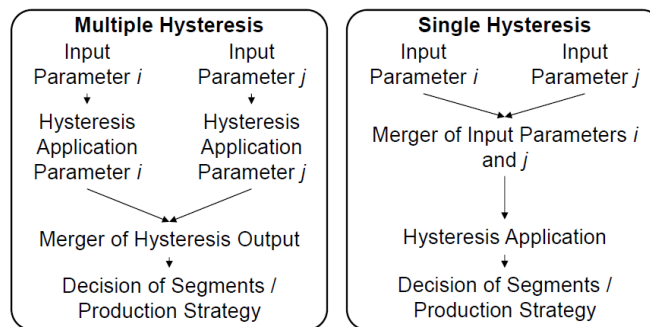 Multiple Hysteresis
Input
Parameter i
Input
Parameter j
Hysteresis
Application
Parameter i
Hysteresis
Application
Parameter j
Merger of Hysteresis Output
Decision of Segments /
Production Strategy
Single Hysteresis
Input
Parameter i
Input
Parameter j
Merger of Input Parameters i
and j
Hysteresis Application
Decision of Segments /
Production Strategy